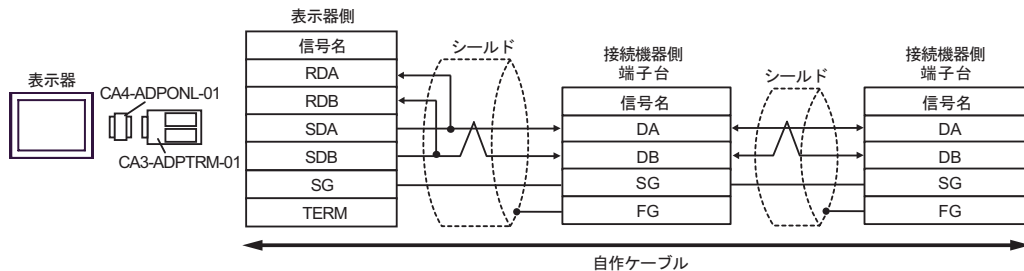 表示器
CA4-ADPONL-01
CA3-ADPTRM-01
表示器側
信号名
RDA
RDB
SDA
SDB
SG
TERM
シールド
接続機器側
端子台
信号名
DA
DB
SG
FG
シールド
接続機器側
端子台
信号名
DA
DB
SG
FG
自作ケーブル